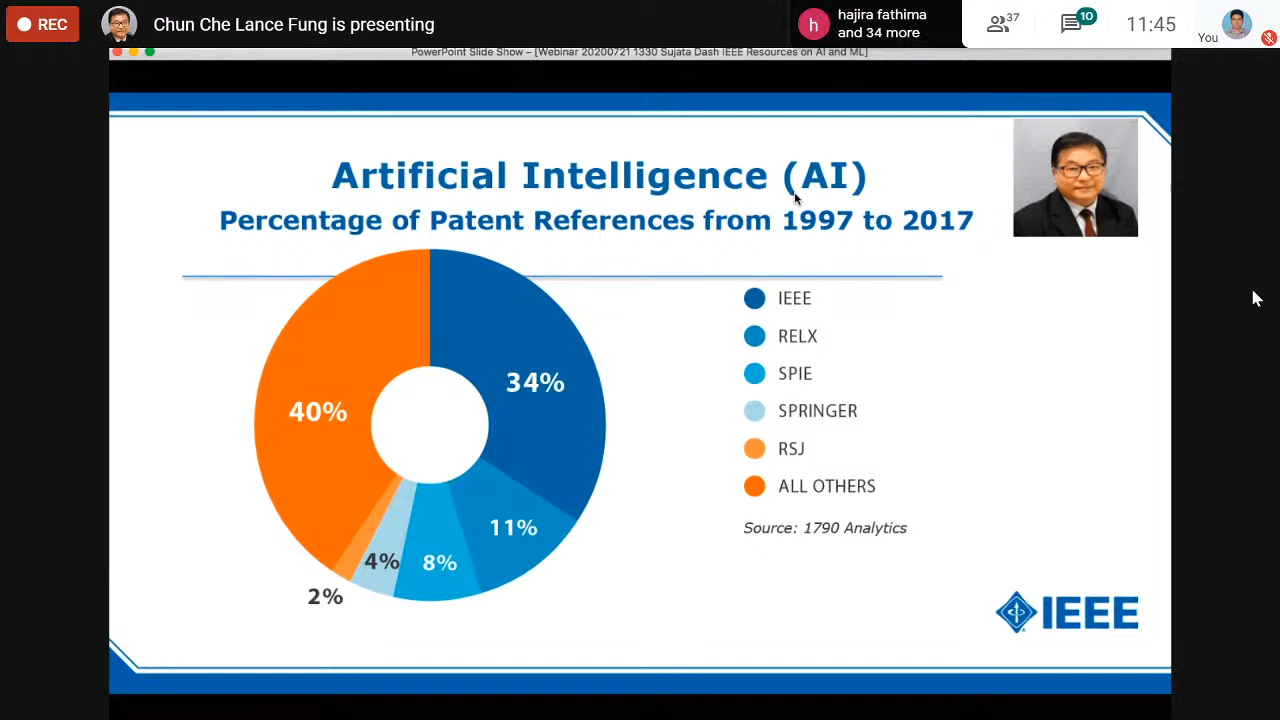 REC
Chun Che Lance Fung is presenting
h
hajira fathima
and 34 more
37
10
11:45
You
PowerPoint Slide Show – [Webinar 20200721 1330 Sujata Dash IEEE Resources on AI and ML]
Artificial Intelligence (AI)
Percentage of Patent References from 1997 to 2017
34%
11%
8%
4%
2%
40%
IEEE
RELX
SPIE
SPRINGER
RSJ
ALL OTHERS
Source: 1790 Analytics
IEEE